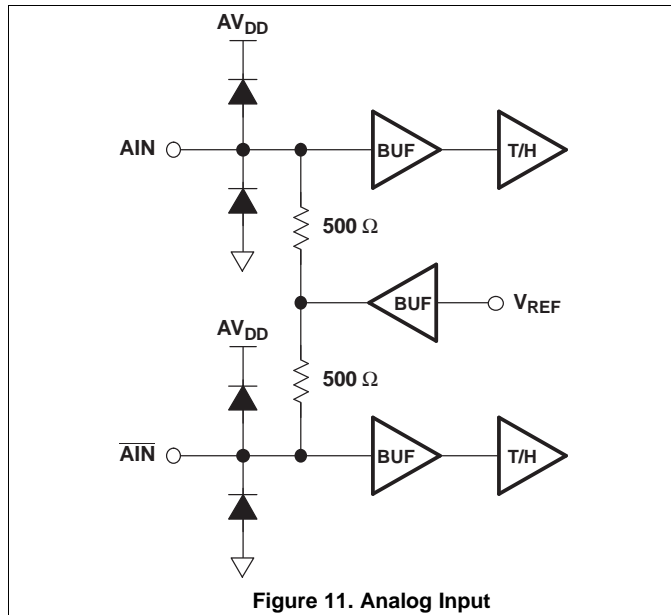 AVDD
AIN
BUF
T/H
500 Ω
BUF
VREF
AVDD
500 Ω
AIN
BUF
T/H
Figure 11. Analog Input